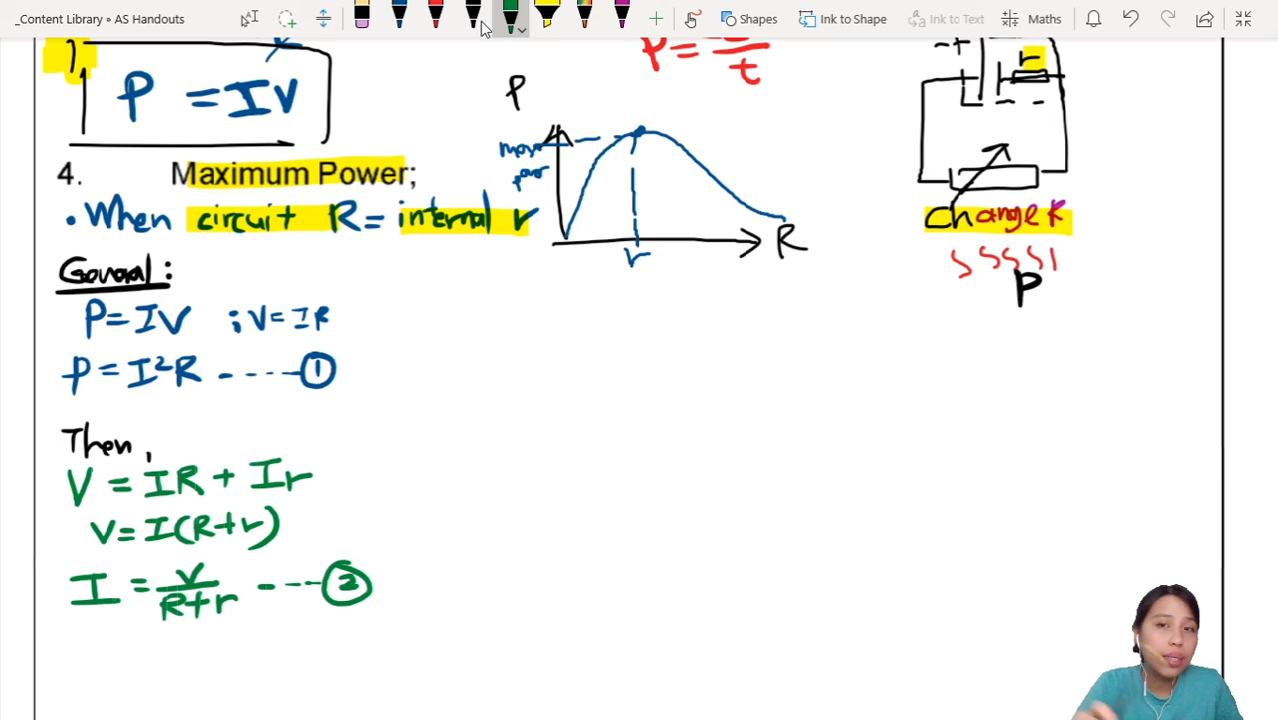 _Content Library » AS Handouts
Shapes
Ink to Shape
Ink to Text
Maths
P = IV
P =
t
P
max
power
R
r
- +
r
Change R
P
4. Maximum Power;
• When circuit R = internal r
General :
P = IV ; V = IR
P = I²R ------ ①
Then,
V = IR + Ir
V = I(R+r)
I = V/R+r ----- ②